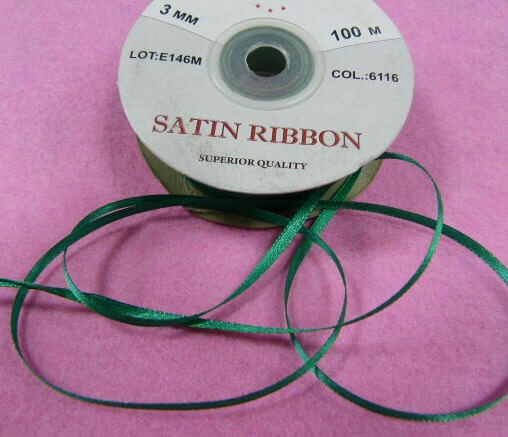 3 MM
100 M
LOT:E146M
COL.:6116
SATIN RIBBON
SUPERIOR QUALITY